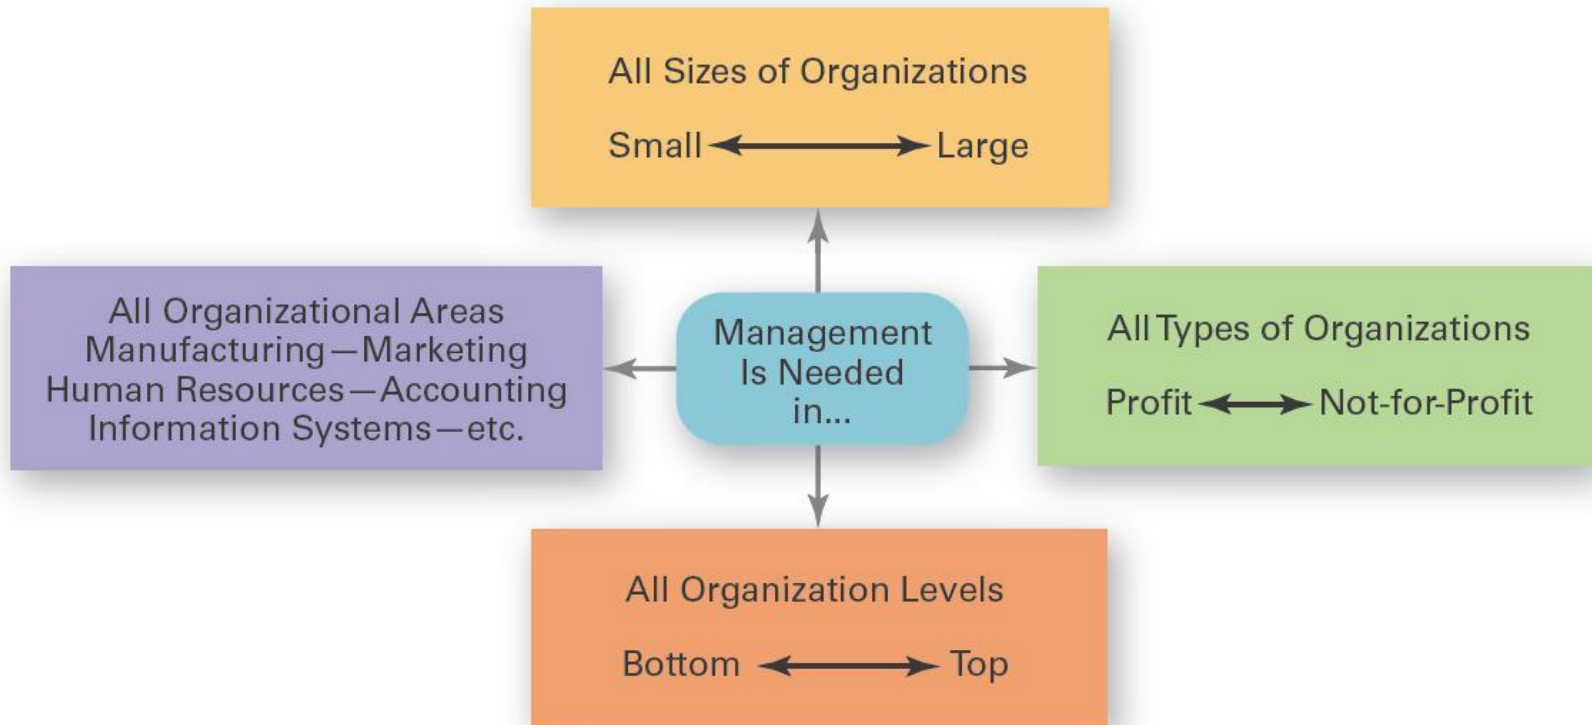 All Sizes of Organizations
Small Large
All Organizational Areas
Manufacturing—Marketing
Human Resources—Accounting
Information Systems—etc.
Management
Is Needed
in...
All Types of Organizations
Profit Not-for-Profit
All Organization Levels
Bottom Top